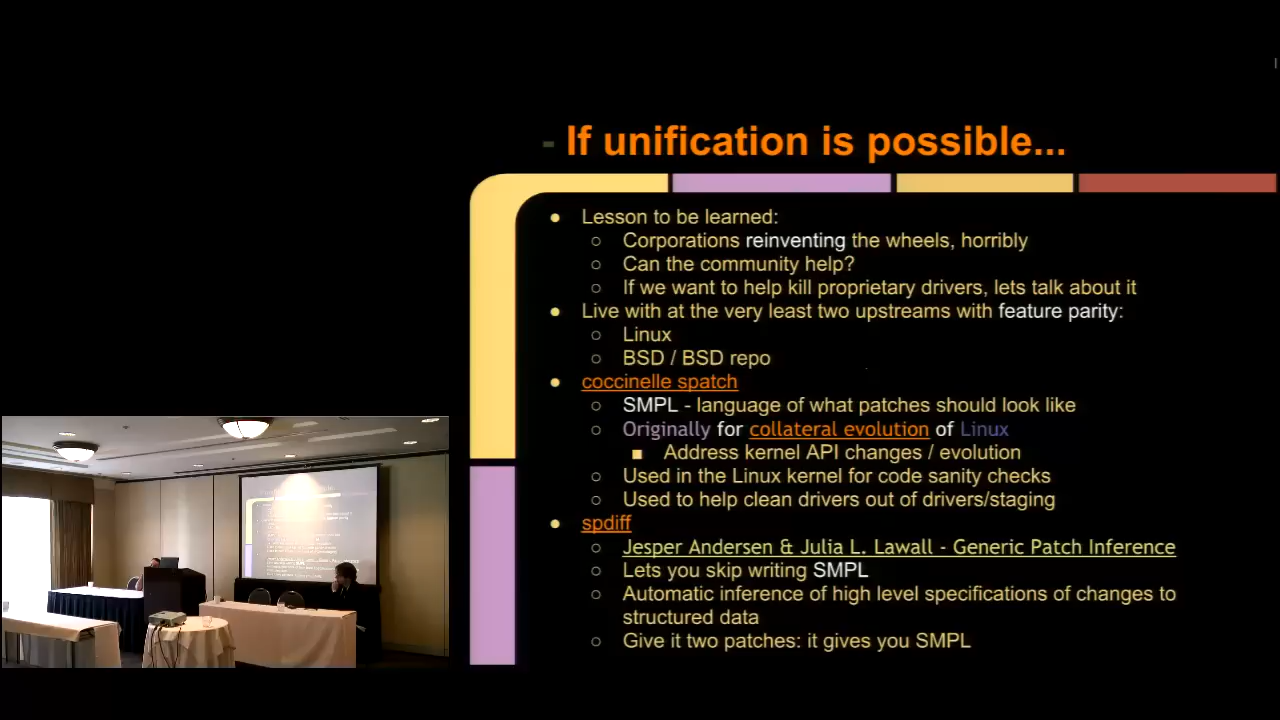 - If unification is possible...
● Lesson to be learned:
○ Corporations reinventing the wheels, horribly
○ Can the community help?
○ If we want to help kill proprietary drivers, lets talk about it
● Live with at the very least two upstreams with feature parity:
○ Linux
○ BSD / BSD repo
● coccinelle spatch
○ SMPL - language of what patches should look like
○ Originally for collateral evolution of Linux
■ Address kernel API changes / evolution
○ Used in the Linux kernel for code sanity checks
○ Used to help clean drivers out of drivers/staging
● spdiff
○ Jesper Andersen & Julia L. Lawall - Generic Patch Inference
○ Lets you skip writing SMPL
○ Automatic inference of high level specifications of changes to
structured data
○ Give it two patches: it gives you SMPL